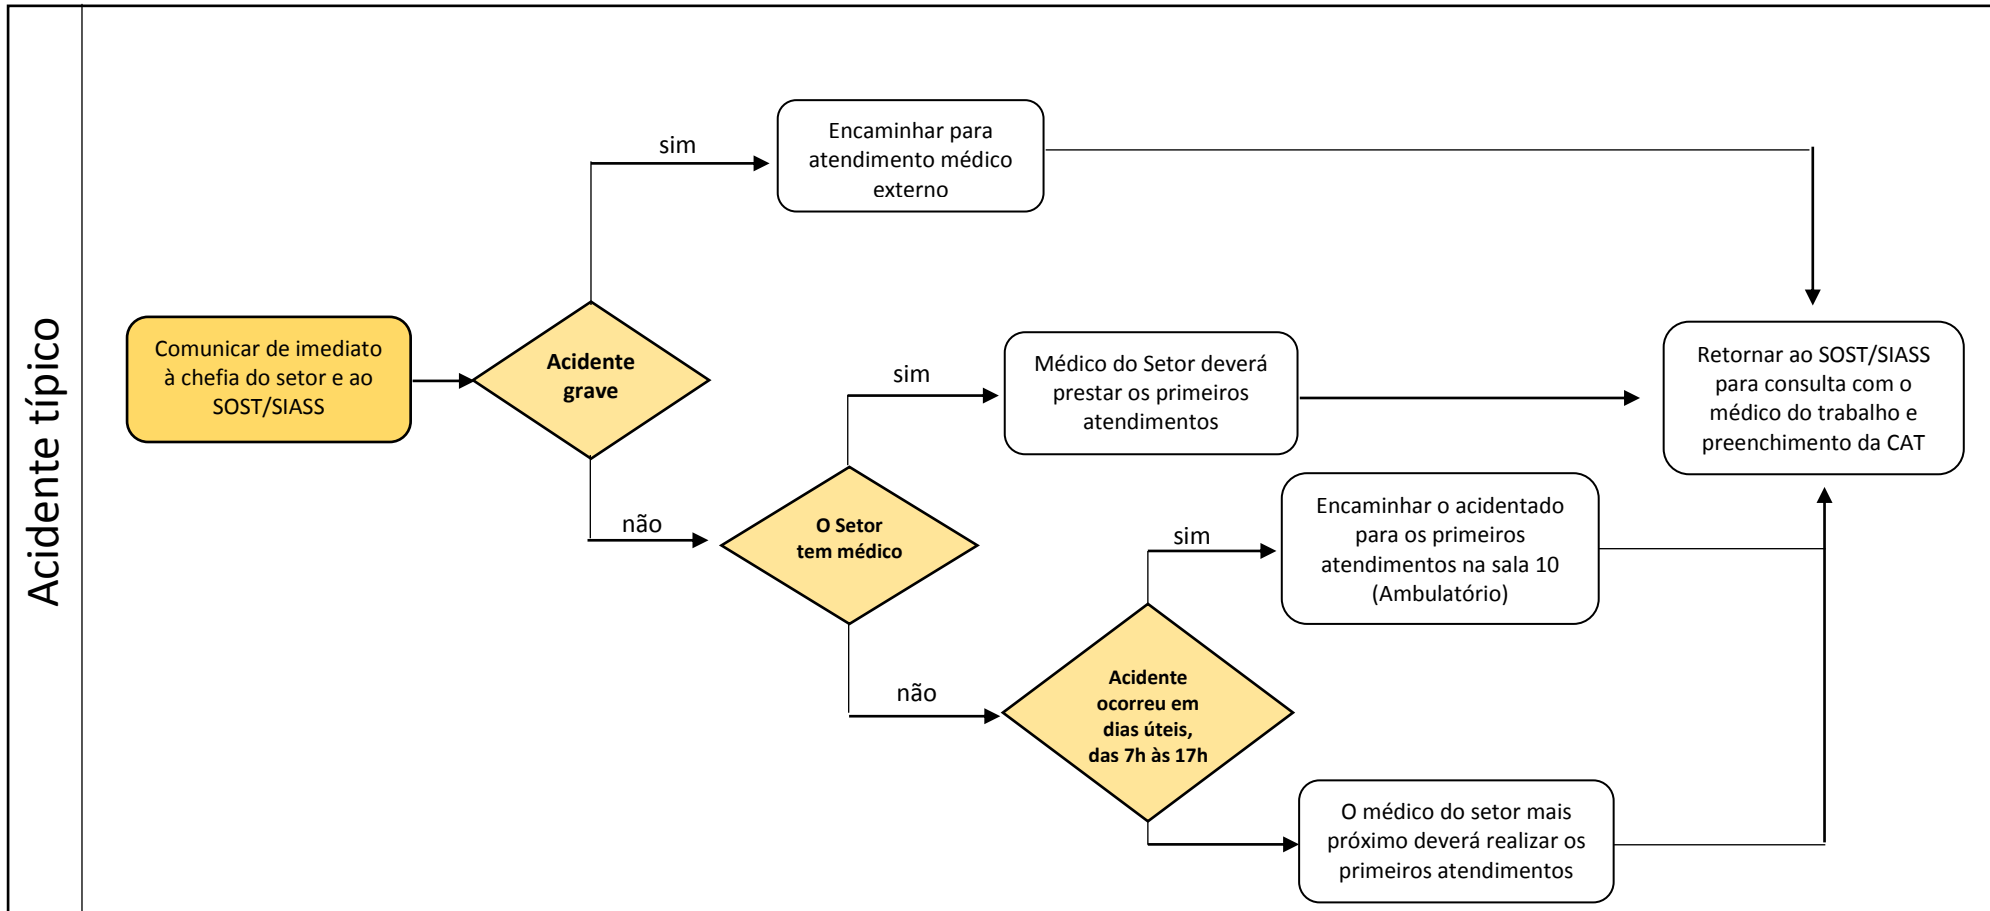 Acidente típico
Comunicar de imediato
à chefia do setor e ao
SOST/SIASS
Acidente
grave
sim
Encaminhar para
atendimento médico
externo
não
O Setor
tem médico
sim
Médico do Setor deverá
prestar os primeiros
atendimentos
não
Acidente
ocorreu em
dias úteis,
das 7h às 17h
sim
Encaminhar o acidentado
para os primeiros
atendimentos na sala 10
(Ambulatório)
O médico do setor mais
próximo deverá realizar os
primeiros atendimentos
Retornar ao SOST/SIASS
para consulta com o
médico do trabalho e
preenchimento da CAT